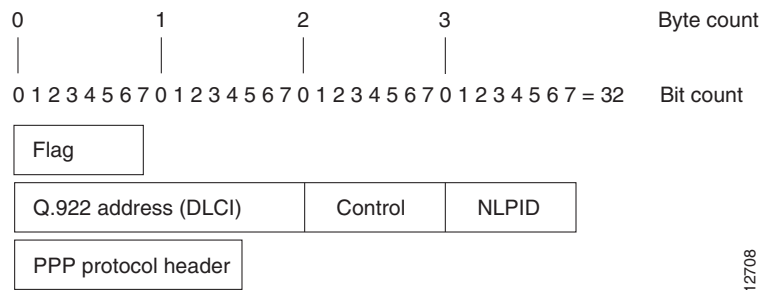 0 1 2 3 Byte count
0 1 2 3 4 5 6 7 0 1 2 3 4 5 6 7 0 1 2 3 4 5 6 7 0 1 2 3 4 5 6 7 = 32 Bit count
Flag
Q.922 address (DLCI) Control NLPID
PPP protocol header
12708